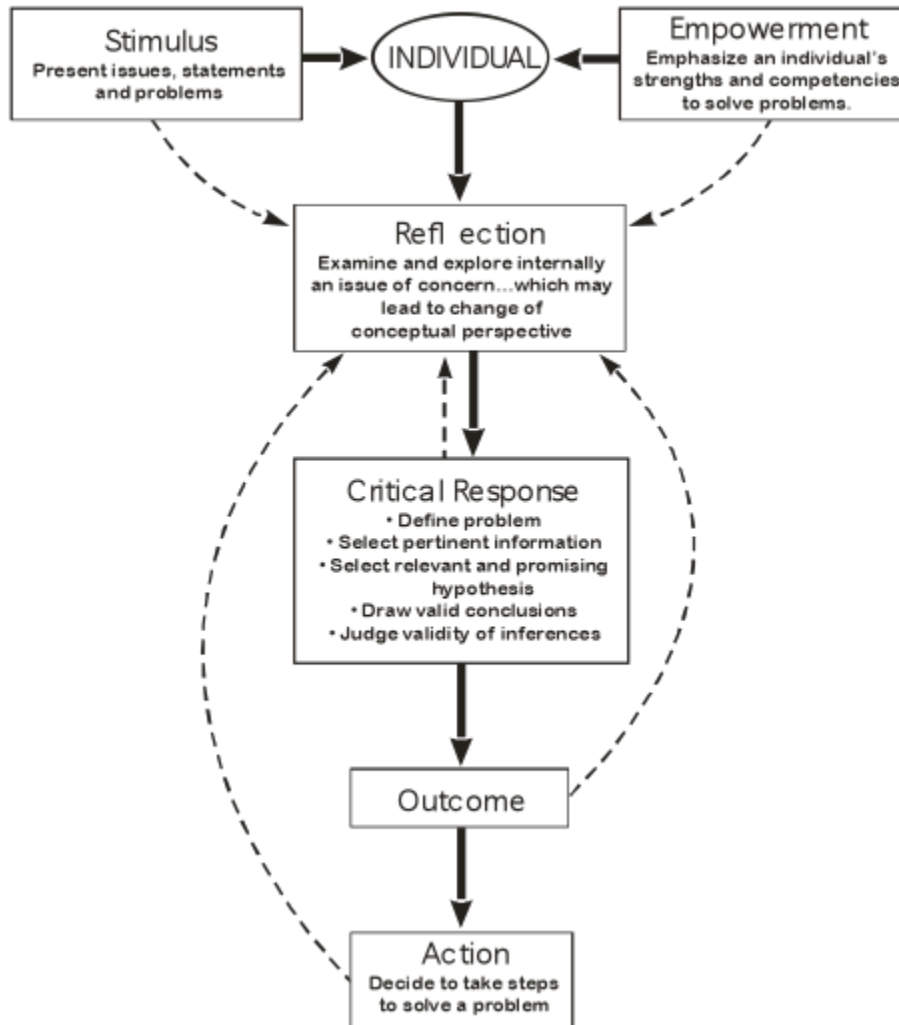 Stimulus
Present issues, statements
and problems
INDIVIDUAL
Empowerment
Emphasize an individual's
strengths and competencies
to solve problems.
Refl ection
Examine and explore internally
an issue of concern...which may
lead to change of
conceptual perspective
Critical Response
• Define problem
• Select pertinent information
• Select relevant and promising
hypothesis
• Draw valid conclusions
• Judge validity of inferences
Outcome
Action
Decide to take steps
to solve a problem